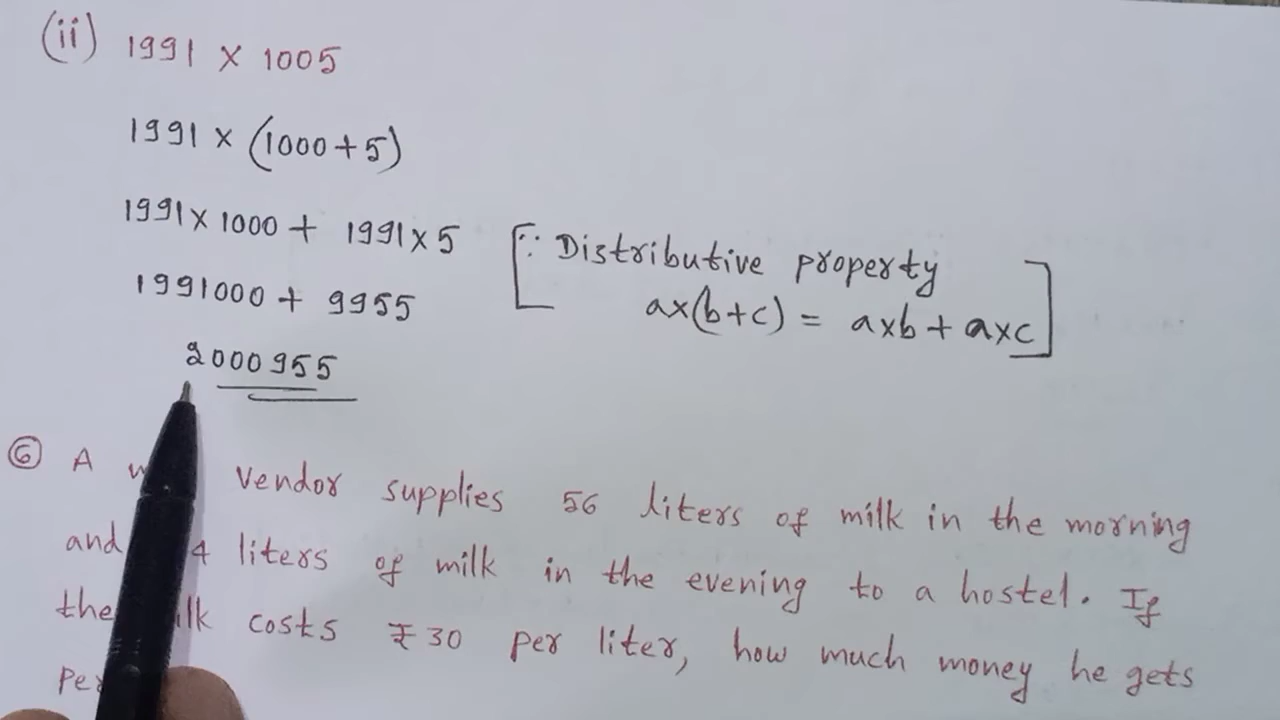 (ii) 1991 × 1005
1991 × (1000 + 5)
1991 × 1000 + 1991 × 5 [∵ Distributive property
1991000 + 9955 a×(b+c) = a×b + a×c]
2000955
⑥ A vendor supplies 56 liters of milk in the morning
and 4 liters of milk in the evening to a hostel. If
the costs ₹30 per liter, how much money he gets